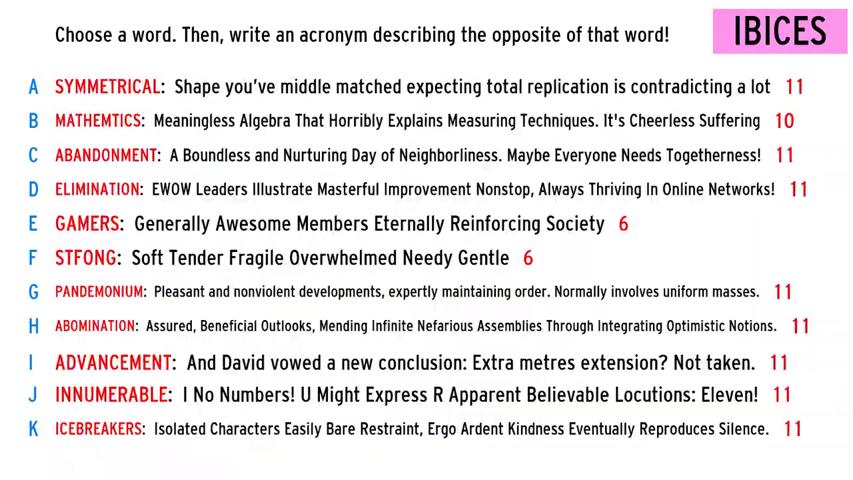 Choose a word. Then, write an acronym describing the opposite of that word!
IBICES
A SYMMETRICAL: Shape you've middle matched expecting total replication is contradicting a lot 11
B MATHEMTICS: Meaningless Algebra That Horribly Explains Measuring Techniques. It's Cheerless Suffering 10
C ABANDONMENT: A Boundless and Nurturing Day of Neighborliness. Maybe Everyone Needs Togetherness! 11
D ELIMINATION: EWOW Leaders Illustrate Masterful Improvement Nonstop, Always Thriving In Online Networks! 11
E GAMERS: Generally Awesome Members Eternally Reinforcing Society 6
F STFONG: Soft Tender Fragile Overwhelmed Needy Gentle 6
G PANDEMONIUM: Pleasant and nonviolent developments, expertly maintaining order. Normally involves uniform masses. 11
H ABOMINATION: Assured, Beneficial Outlooks, Mending Infinite Nefarious Assemblies Through Integrating Optimistic Notions. 11
I ADVANCEMENT: And David vowed a new conclusion: Extra metres extension? Not taken. 11
J INNUMERABLE: I No Numbers! U Might Express R Apparent Believable Locutions: Eleven! 11
K ICEBREAKERS: Isolated Characters Easily Bare Restraint, Ergo Ardent Kindness Eventually Reproduces Silence. 11